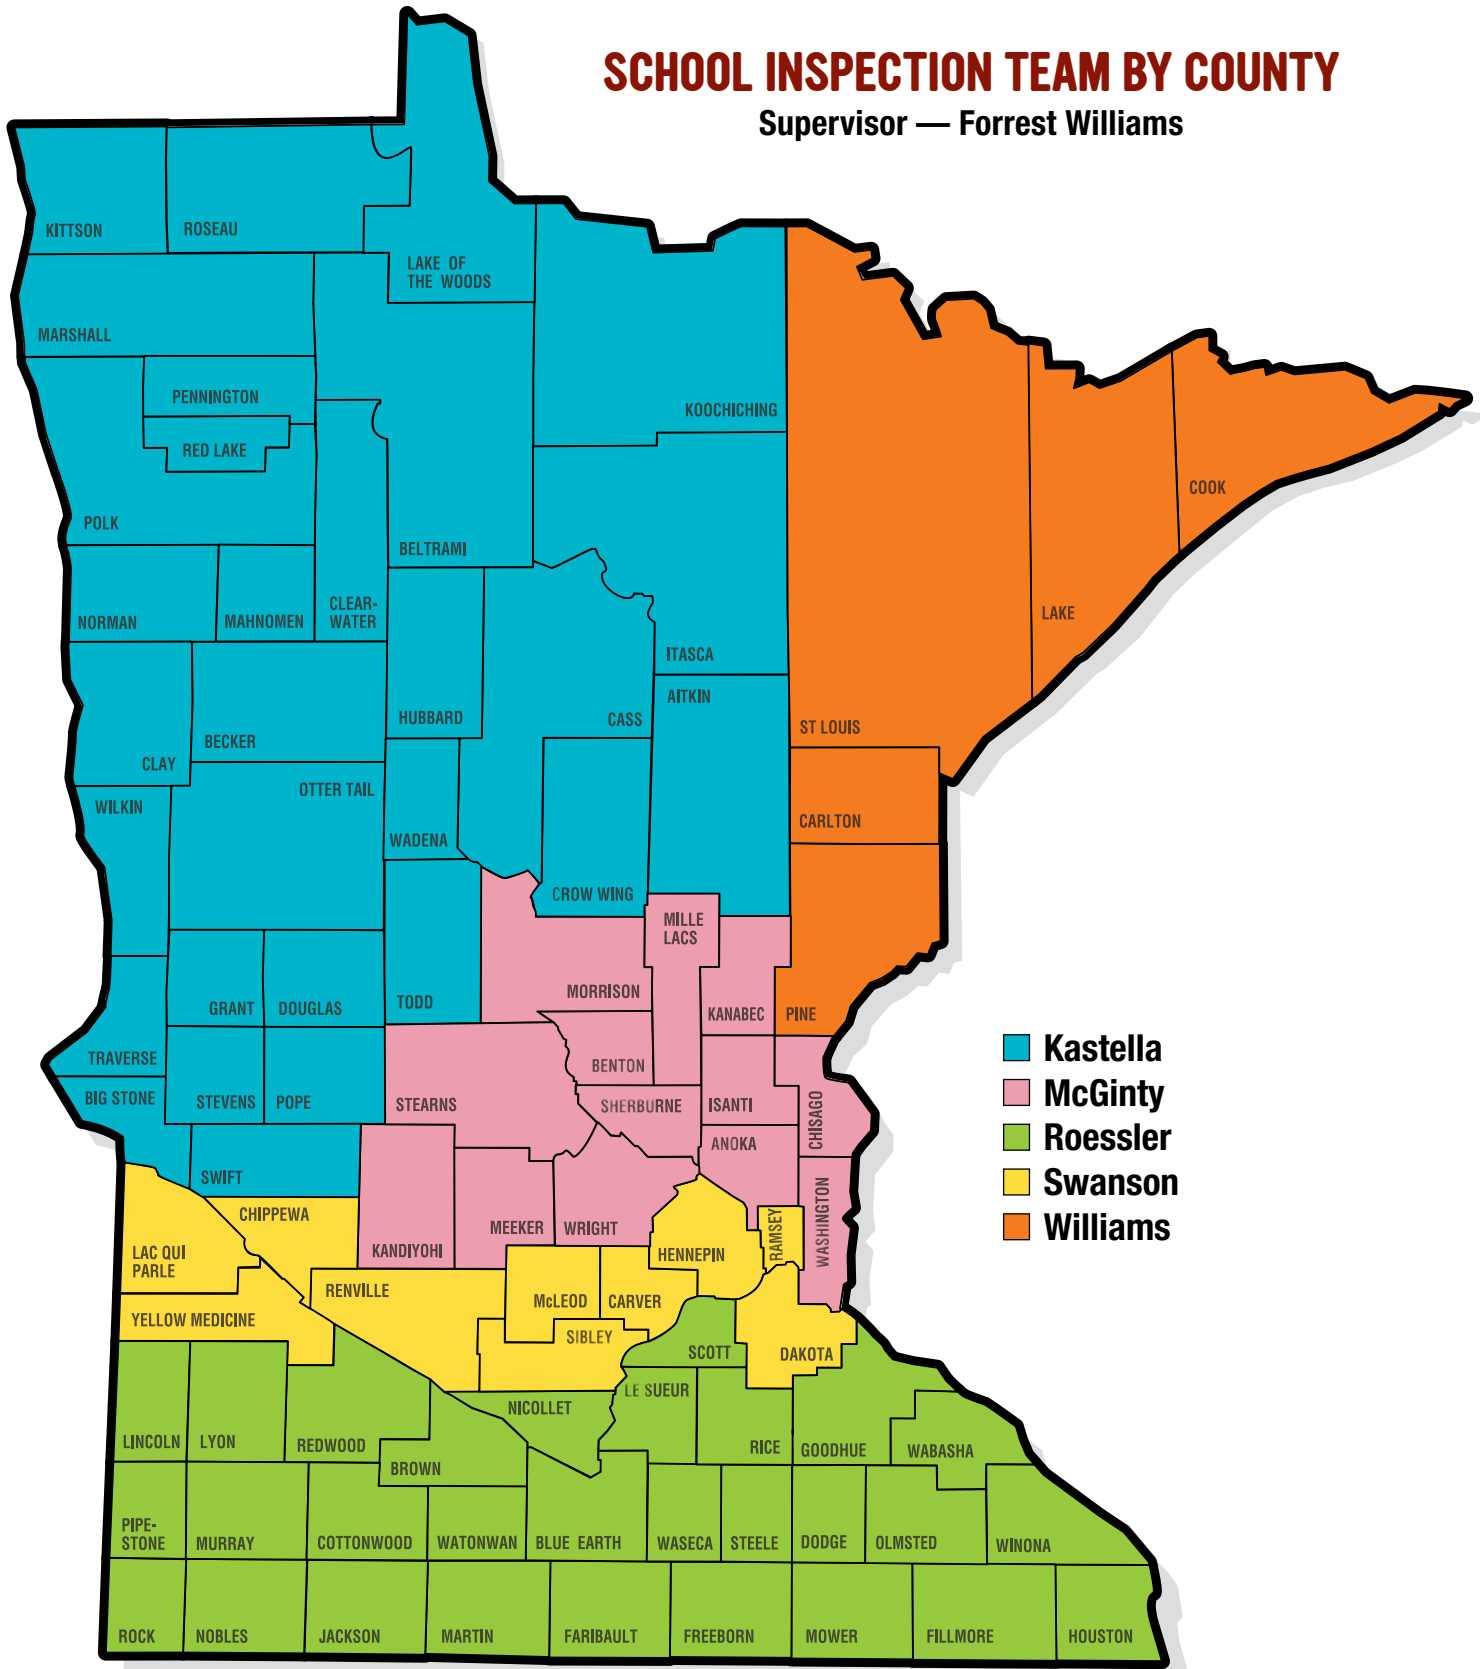 SCHOOL INSPECTION TEAM BY COUNTY
Supervisor — Forrest Williams
KITTSON
ROSEAU
LAKE OF
THE WOODS
MARSHALL
PENNINGTON
KOOCHICHING
RED LAKE
POLK
COOK
BELTRAMI
NORMAN
MAHNOMEN
CLEAR-
WATER
LAKE
ITASCA
AITKIN
HUBBARD
CASS
ST LOUIS
BECKER
CLAY
OTTER TAIL
WILKIN
WADENA
CARLTON
CROW WING
MILLE
LACS
MORRISON
GRANT
DOUGLAS
TODD
KANABEC
PINE
TRAVERSE
BENTON
BIG STONE
STEVENS
POPE
STEARNS
SHERBURNE
ISANTI
CHISAGO
ANOKA
SWIFT
CHIPPEWA
MEEKER
WRIGHT
RAMSEY
WASHINGTON
LAC QUI
PARLE
KANDIYOHI
HENNEPIN
RENVILLE
McLEOD
CARVER
YELLOW MEDICINE
SIBLEY
SCOTT
DAKOTA
LE SUEUR
NICOLLET
LINCOLN
LYON
REDWOOD
RICE
GOODHUE
WABASHA
BROWN
PIPE-
STONE
MURRAY
COTTONWOOD
WATONWAN
BLUE EARTH
WASECA
STEELE
DODGE
OLMSTED
WINONA
ROCK
NOBLES
JACKSON
MARTIN
FARIBAULT
FREEBORN
MOWER
FILLMORE
HOUSTON
Kastella
McGinty
Roessler
Swanson
Williams